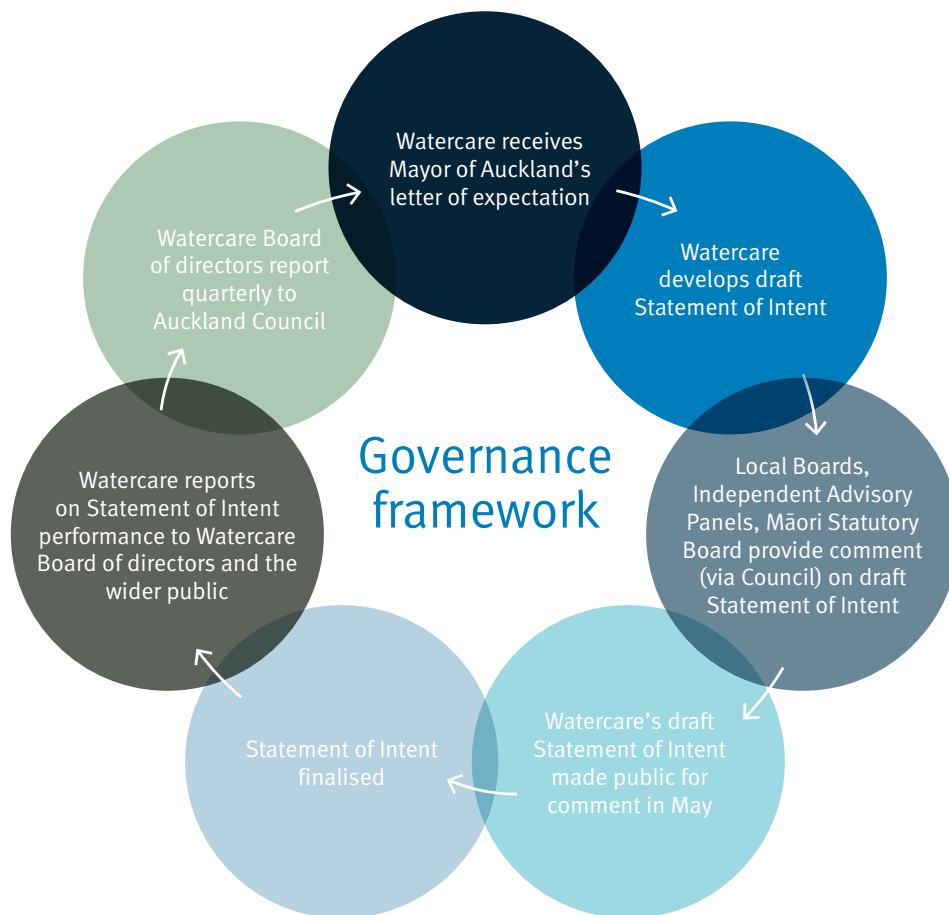 Watercare receives
Mayor of Auckland’s
letter of expectation
Watercare
develops draft
Statement of Intent
Local Boards,
Independent Advisory
Panels, Māori Statutory
Board provide comment
(via Council) on draft
Statement of Intent
Watercare’s draft
Statement of Intent
made public for
comment in May
Statement of Intent
finalised
Watercare reports
on Statement of Intent
performance to Watercare
Board of directors and the
wider public
Watercare Board
of directors report
quarterly to
Auckland Council
Governance
framework